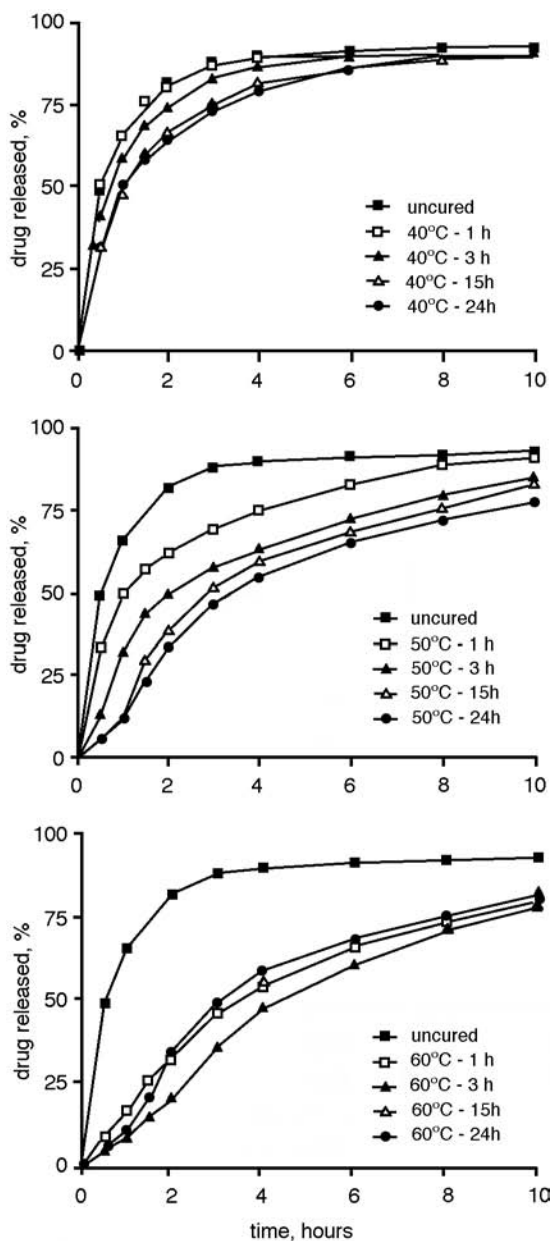 100
75
50
25
0
drug released, %
uncured
40°C - 1 h
40°C - 3 h
40°C - 15h
40°C - 24h
0 2 4 6 8 10
100
75
50
25
0
drug released, %
uncured
50°C - 1 h
50°C - 3 h
50°C - 15h
50°C - 24h
0 2 4 6 8 10
100
75
50
25
0
drug released, %
uncured
60°C - 1 h
60°C - 3 h
60°C - 15h
60°C - 24h
0 2 4 6 8 10
time, hours